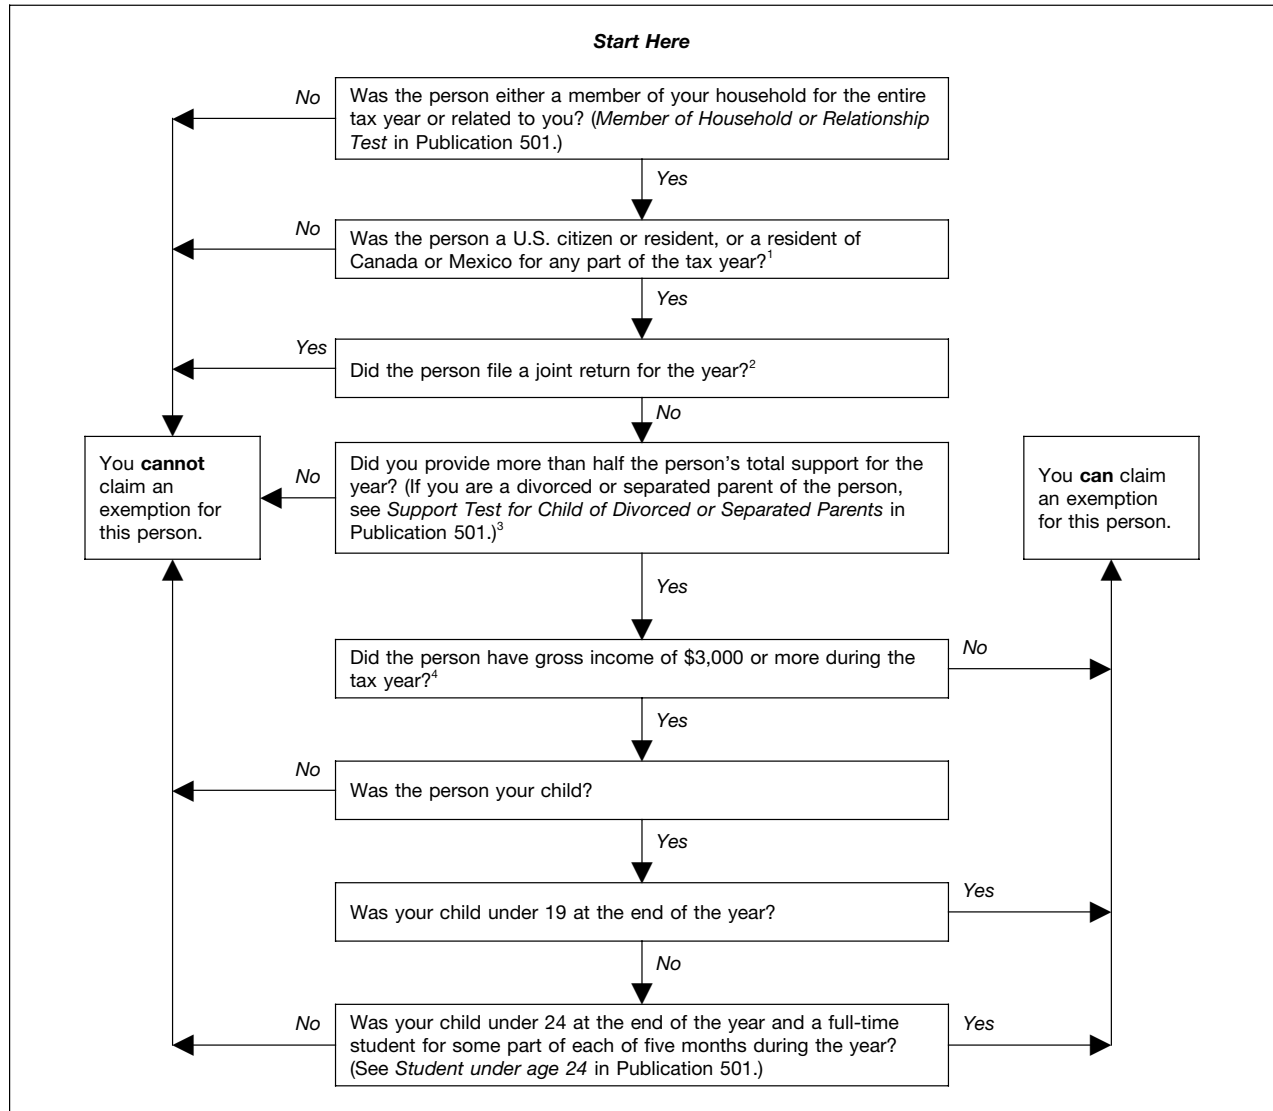 Start Here
No
Was the person either a member of your household for the entire
tax year or related to you? (Member of Household or Relationship
Test in Publication 501.)
Yes
No
Was the person a U.S. citizen or resident, or a resident of
Canada or Mexico for any part of the tax year?1
Yes
Yes
Did the person file a joint return for the year?2
No
You cannot
claim an
exemption for
this person.
No
Did you provide more than half the person's total support for the
year? (If you are a divorced or separated parent of the person,
see Support Test for Child of Divorced or Separated Parents in
Publication 501.)3
You can claim
an exemption
for this person.
Yes
Did the person have gross income of $3,000 or more during the
tax year?4
No
Yes
No
Was the person your child?
Yes
Was your child under 19 at the end of the year?
Yes
No
No
Was your child under 24 at the end of the year and a full-time
student for some part of each of five months during the year?
(See Student under age 24 in Publication 501.)
Yes